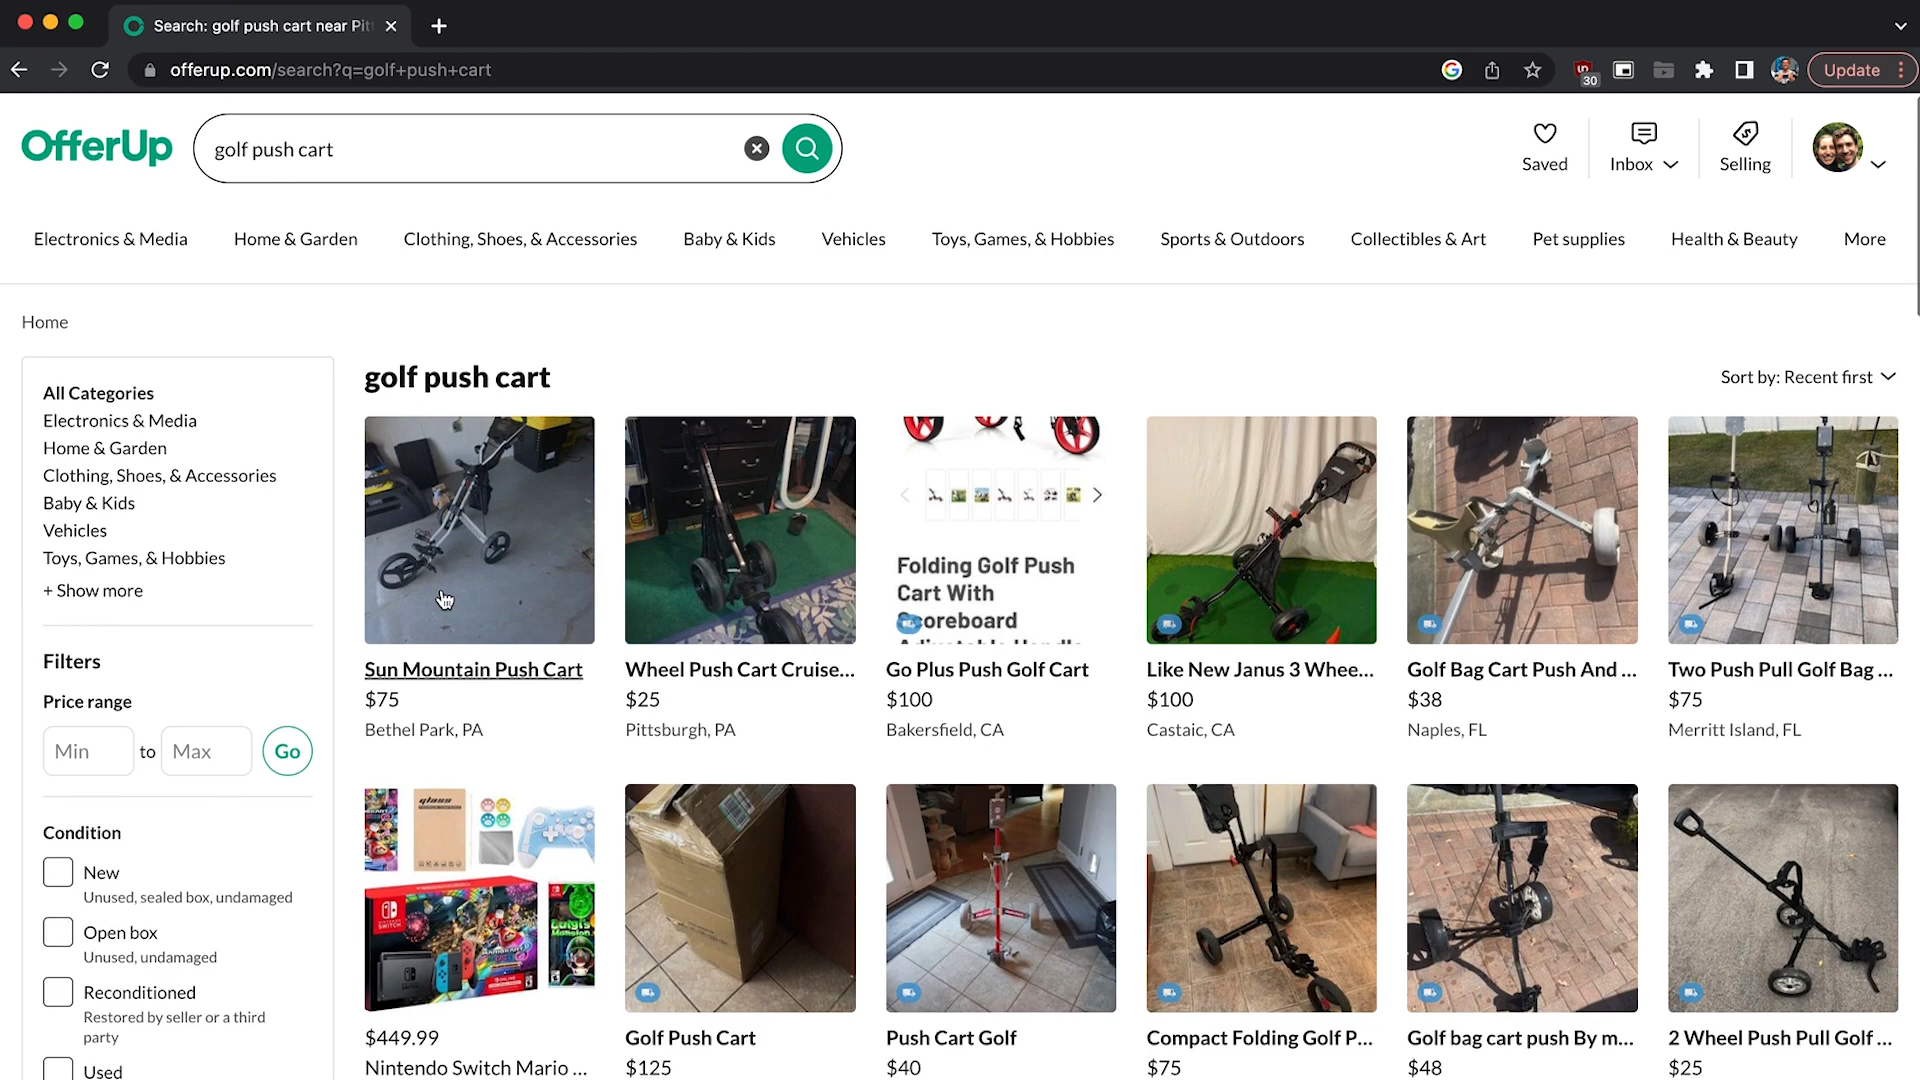 Search: golf push cart near Pit
offerup.com/search?q=golf+push+cart
30
Update
OfferUp
golf push cart
Saved
Inbox
Selling
Electronics & Media
Home & Garden
Clothing, Shoes, & Accessories
Baby & Kids
Vehicles
Toys, Games, & Hobbies
Sports & Outdoors
Collectibles & Art
Pet supplies
Health & Beauty
More
Home
All Categories
Electronics & Media
Home & Garden
Clothing, Shoes, & Accessories
Baby & Kids
Vehicles
Toys, Games, & Hobbies
+ Show more
Filters
Price range
Min to Max Go
Condition
New
Unused, sealed box, undamaged
Open box
Unused, undamaged
Reconditioned
Restored by seller or a third
party
Used
golf push cart
Sort by: Recent first
Sun Mountain Push Cart
$75
Bethel Park, PA
Wheel Push Cart Cruise...
$25
Pittsburgh, PA
Folding Golf Push
Cart With
Scoreboard
Adjustable Handle
Go Plus Push Golf Cart
$100
Bakersfield, CA
Like New Janus 3 Whee...
$100
Castaic, CA
Golf Bag Cart Push And ...
$38
Naples, FL
Two Push Pull Golf Bag ...
$75
Merritt Island, FL
glass
NINTENDO
SWITCH
$449.99
Nintendo Switch Mario ...
Golf Push Cart
$125
Push Cart Golf
$40
Compact Folding Golf P...
$75
Golf bag cart push By m...
$48
2 Wheel Push Pull Golf ...
$25